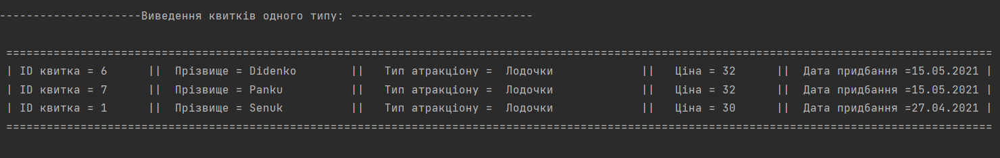 ---------------------Виведення квитків одного типу: ---------------------------
==================================================================================================================================================
| ID квитка = 6      ||  Прізвище = Didenko        ||   Тип атракціону =  Лодочки             ||   Ціна = 32      ||  Дата придбання =15.05.2021 |
| ID квитка = 7      ||  Прізвище = Panku          ||   Тип атракціону =  Лодочки             ||   Ціна = 32      ||  Дата придбання =15.05.2021 |
| ID квитка = 1      ||  Прізвище = Senuk          ||   Тип атракціону =  Лодочки             ||   Ціна = 30      ||  Дата придбання =27.04.2021 |
==================================================================================================================================================